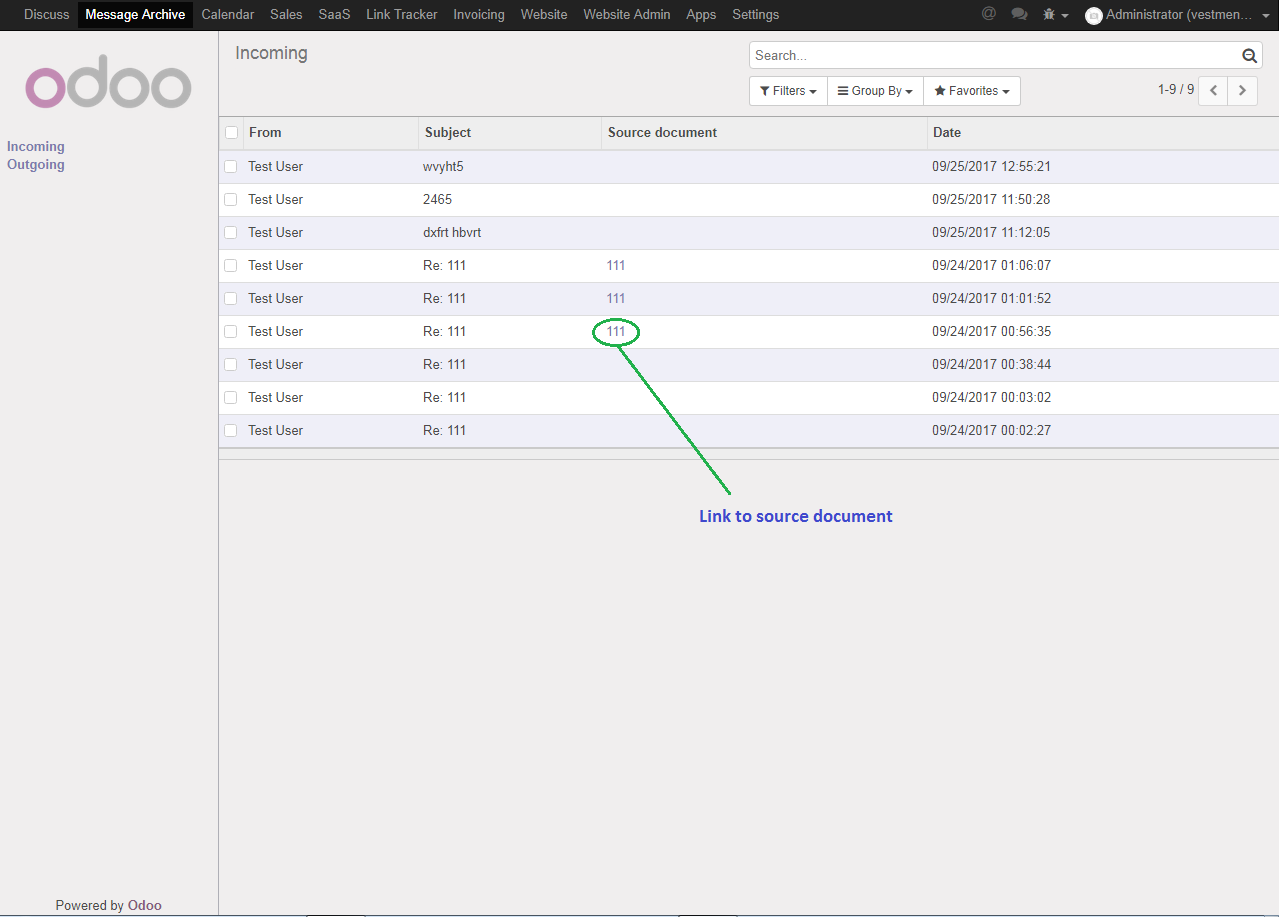 Discuss Message Archive Calendar Sales SaaS Link Tracker Invoicing Website Website Admin Apps Settings @ Administrator (vestmen...
odoo
Incoming
Outgoing
Incoming
Search...
Filters Group By Favorites 1-9 / 9
From Subject Source document Date
Test User wvyht5 09/25/2017 12:55:21
Test User 2465 09/25/2017 11:50:28
Test User dxfrt hbvrt 09/25/2017 11:12:05
Test User Re: 111 111 09/24/2017 01:06:07
Test User Re: 111 111 09/24/2017 01:01:52
Test User Re: 111 111 09/24/2017 00:56:35
Test User Re: 111 09/24/2017 00:38:44
Test User Re: 111 09/24/2017 00:03:02
Test User Re: 111 09/24/2017 00:02:27
Link to source document
Powered by Odoo